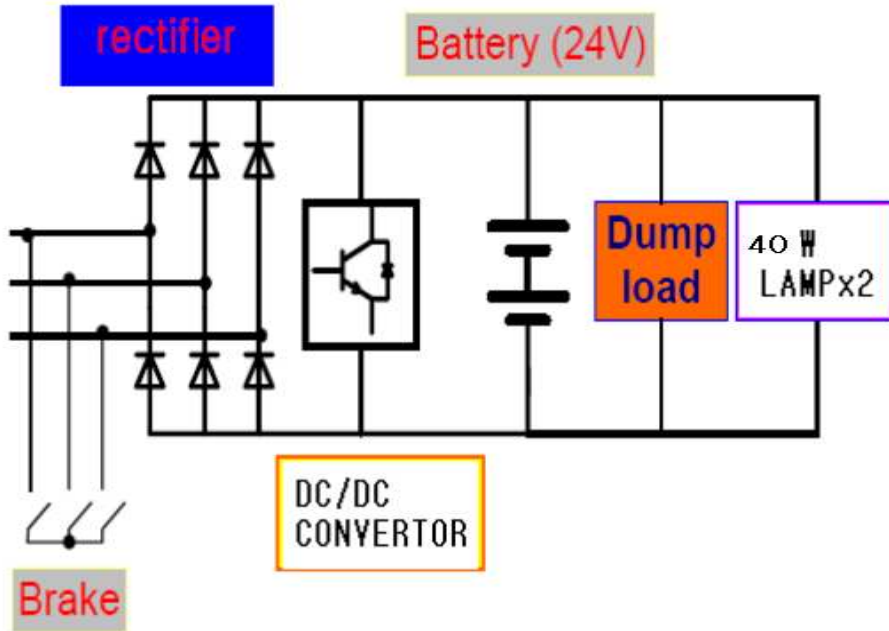 rectifier
Battery (24V)
Dump
load
40 W
LAMPx2
DC/DC
CONVERTOR
Brake